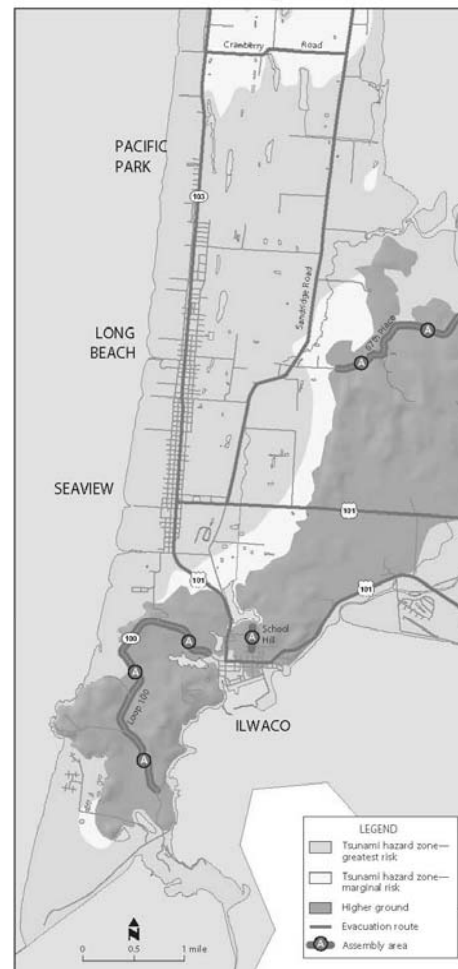 Cranberry Road
PACIFIC
PARK
103
Sandridge Road
LONG
BEACH
67th Place
A
A
SEAVIEW
101
101
101
100
A
School
Hill
A
A
Loop 100
ILWACO
A
LEGEND
Tsunami hazard zone—
greatest risk
Tsunami hazard zone—
marginal risk
Higher ground
Evacuation route
A Assembly area
N
0 0.5 1 mile